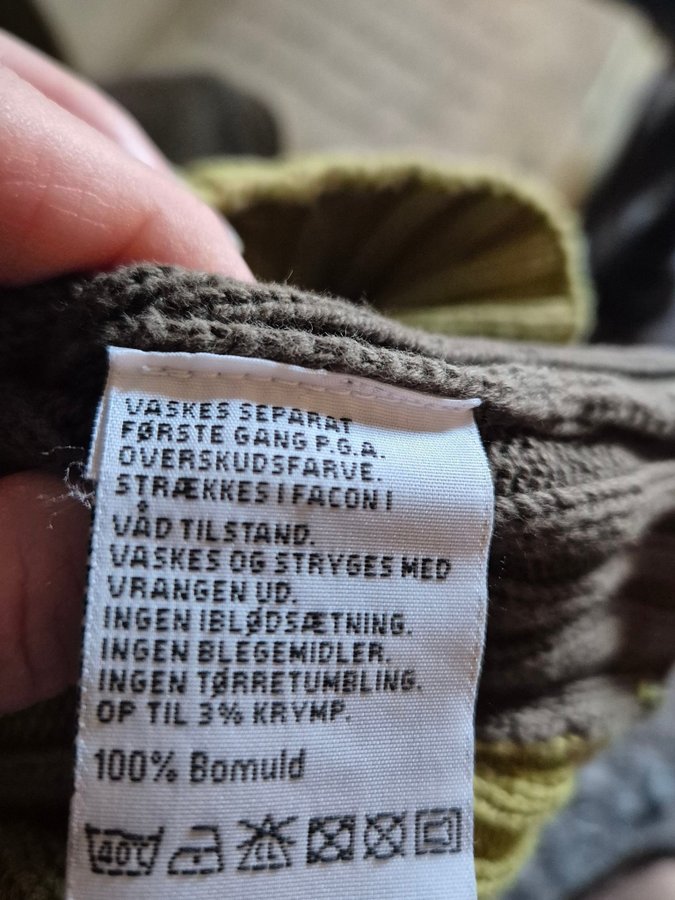 VASKES SEPARAT
FØRSTE GANG P.G.A.
OVERSKUDSFARVE.
STRÆKKES I FACON I
VÅD TILSTAND.
VASKES OG STRYGES MED
VRANGEN UD.
INGEN IBLØDSÆTNING.
INGEN BLEGEMIDLER.
INGEN TØRRETUMBLING.
OP TIL 3% KRYMP.
100% Bomuld
40